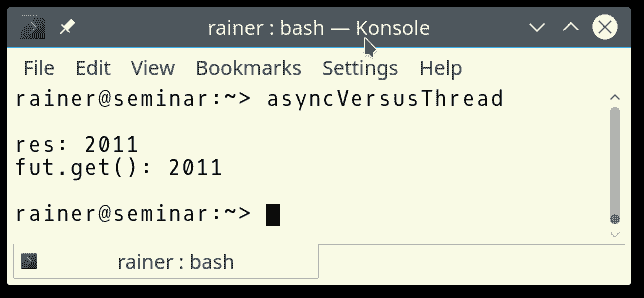 rainer : bash — Konsole
File Edit View Bookmarks Settings Help
rainer@seminar:~> asyncVersusThread
res: 2011
fut.get(): 2011
rainer@seminar:~>
rainer : bash